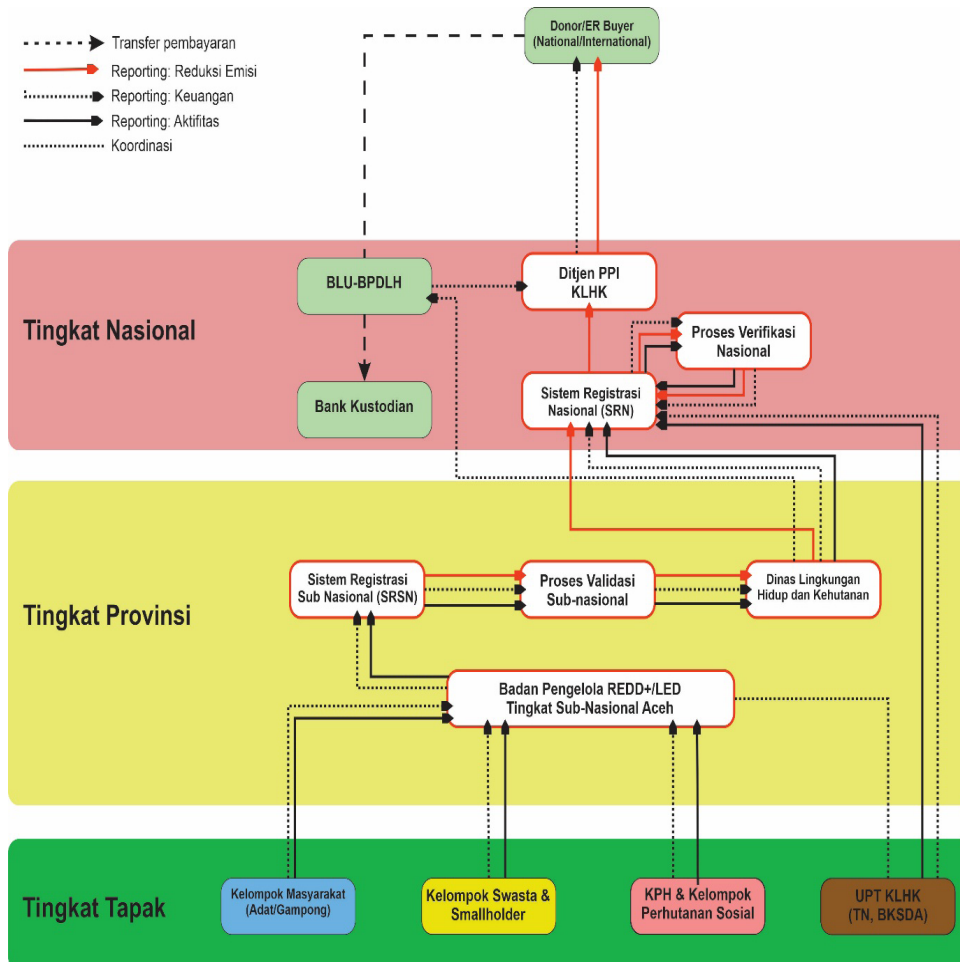 Donor/ER Buyer
(National/International)
Transfer pembayaran
Reporting: Reduksi Emisi
Reporting: Keuangan
Reporting: Aktifitas
Koordinasi
Tingkat Nasional
BLU-BPDLH
Ditjen PPI
KLHK
Proses Verifikasi
Nasional
Bank Kustodian
Sistem Registrasi
Nasional (SRN)
Tingkat Provinsi
Sistem Registrasi
Sub Nasional (SRSN)
Proses Validasi
Sub-nasional
Dinas Lingkungan
Hidup dan Kehutanan
Badan Pengelola REDD+/LED
Tingkat Sub-Nasional Aceh
Tingkat Tapak
Kelompok Masyarakat
(Adat/Gampong)
Kelompok Swasta &
Smallholder
KPH & Kelompok
Perhutanan Sosial
UPT KLHK
(TN, BKSDA)